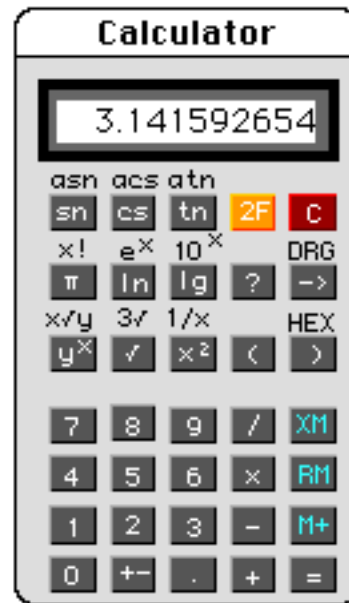 Calculator
3.141592654
asn acs atn
sn cs tn 2F C
x! eˣ 10ˣ DRG
π ln lg ? ->
x√y 3√ 1/x HEX
yˣ √ x² ( )
7 8 9 / XM
4 5 6 × RM
1 2 3 - M+
0 +- . + =